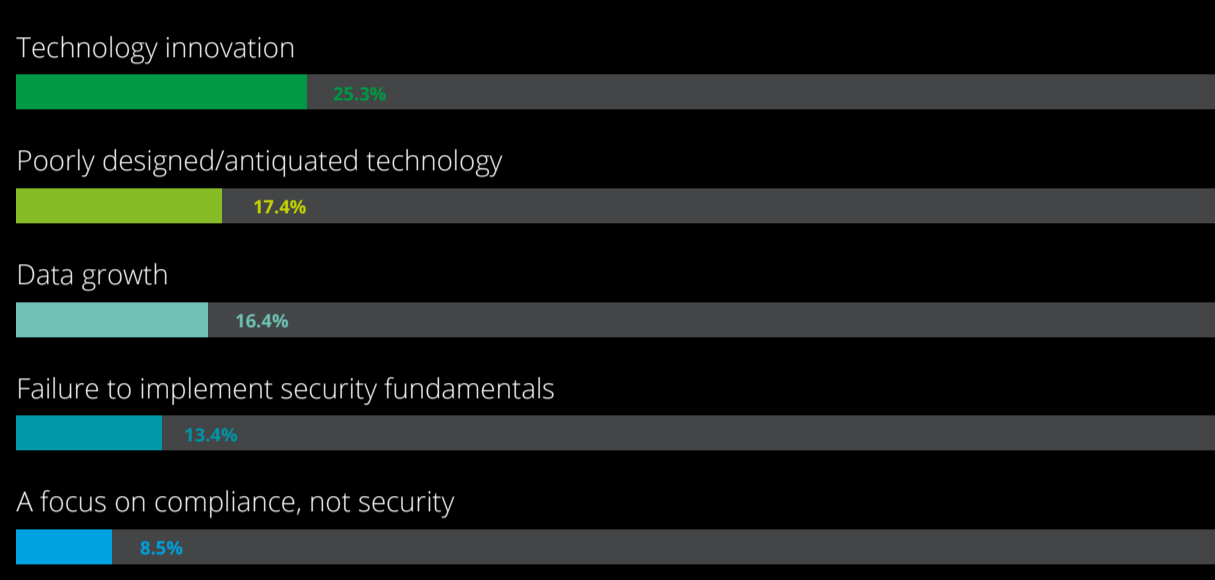 Technology innovation
25.3%
Poorly designed/antiquated technology
17.4%
Data growth
16.4%
Failure to implement security fundamentals
13.4%
A focus on compliance, not security
8.5%